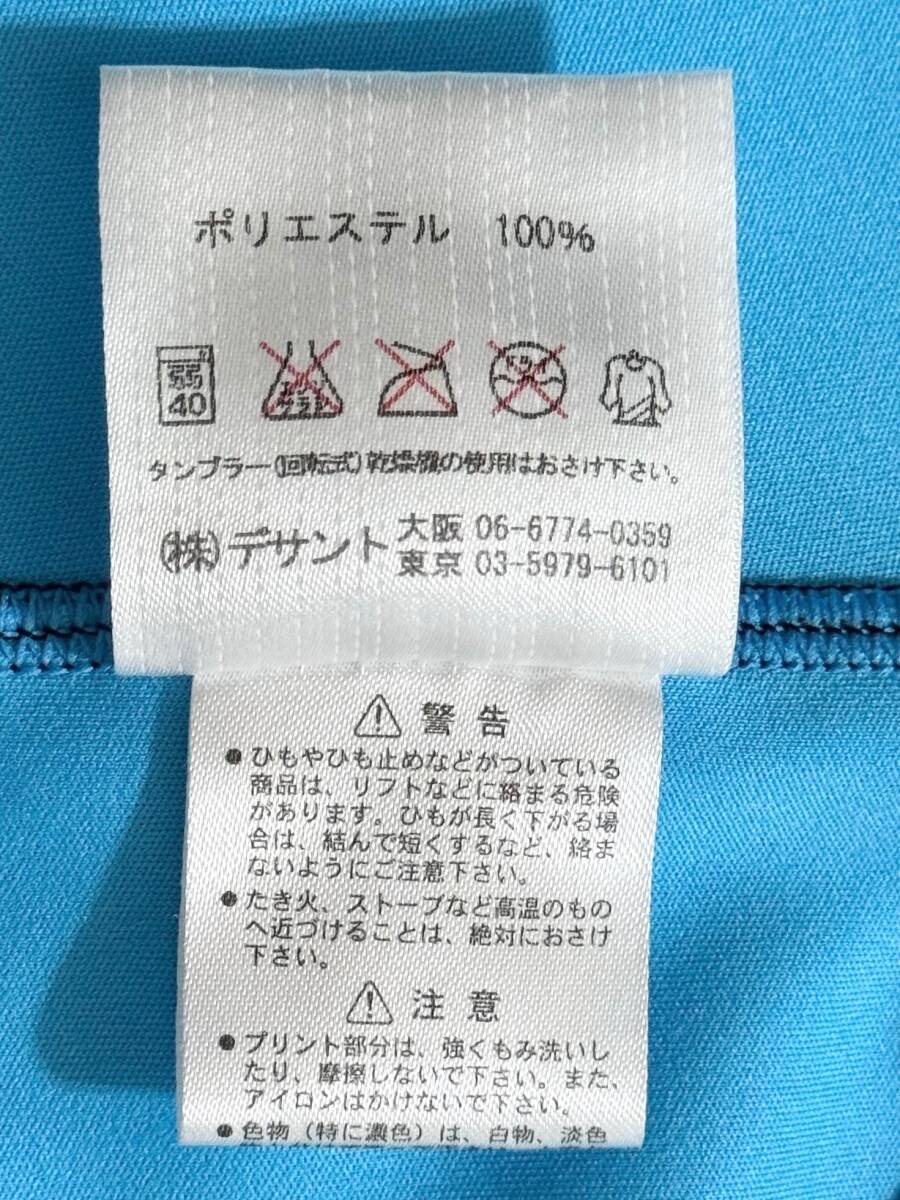 ポリエステル 100%
弱
40
エンソ
サラシ
ドライ
タンブラー(回転式)乾燥機の使用はおさけ下さい。
(株)デサント 大阪 06-6774-0359
東京 03-5979-6101
警告
●ひもやひも止めなどがついている
商品は、リフトなどに絡まる危険
があります。ひもが長く下がる場
合は、結んで短くするなど、絡ま
ないようにご注意下さい。
●たき火、ストーブなど高温のもの
へ近づけることは、絶対におさけ
下さい。
注意
●プリント部分は、強くもみ洗いし
たり、摩擦しないで下さい。また、
アイロンはかけないで下さい。
●色物(特に濃色)は、白物、淡色